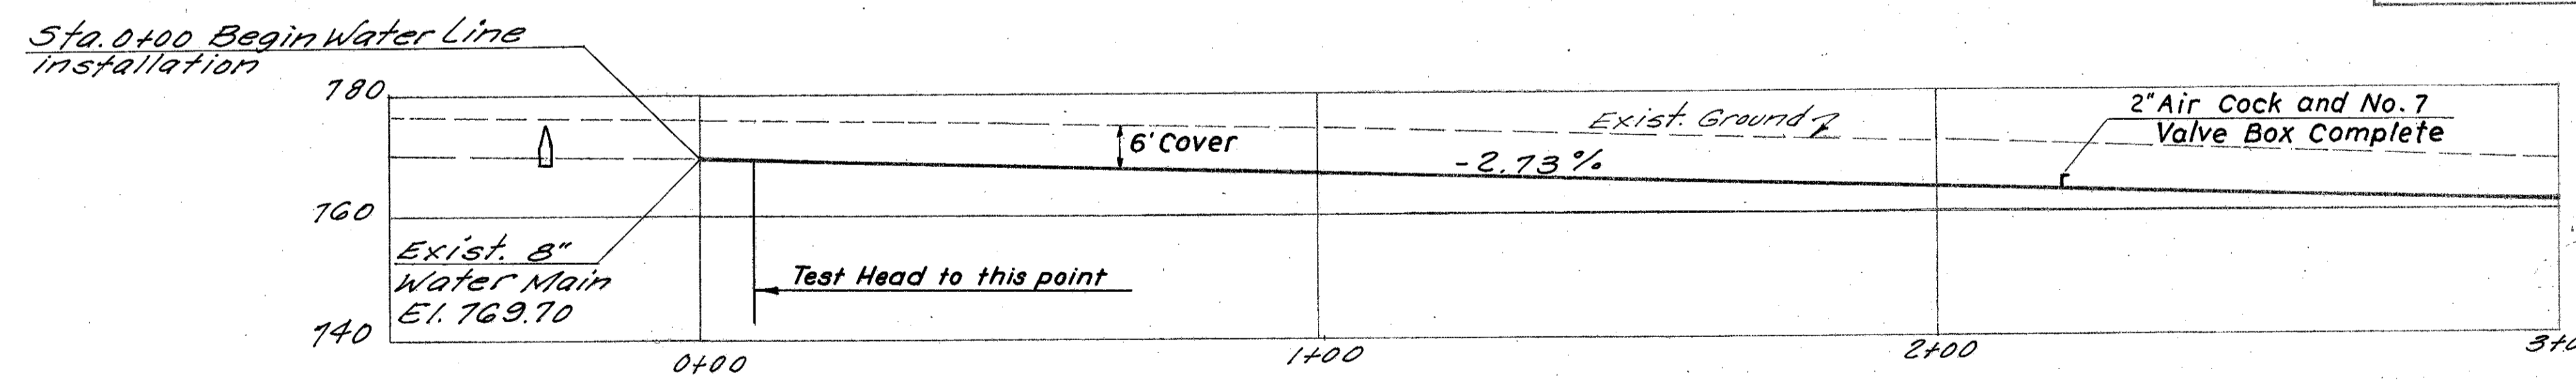 Sta. 0+00 Begin Water Line
installation
780
Exist. Ground
2" Air Cock and No. 7
Valve Box Complete
6' Cover
-2.73%
760
Exist. 8"
Water Main
El. 769.70
Test Head to this point
740
0+00
1+00
2+00